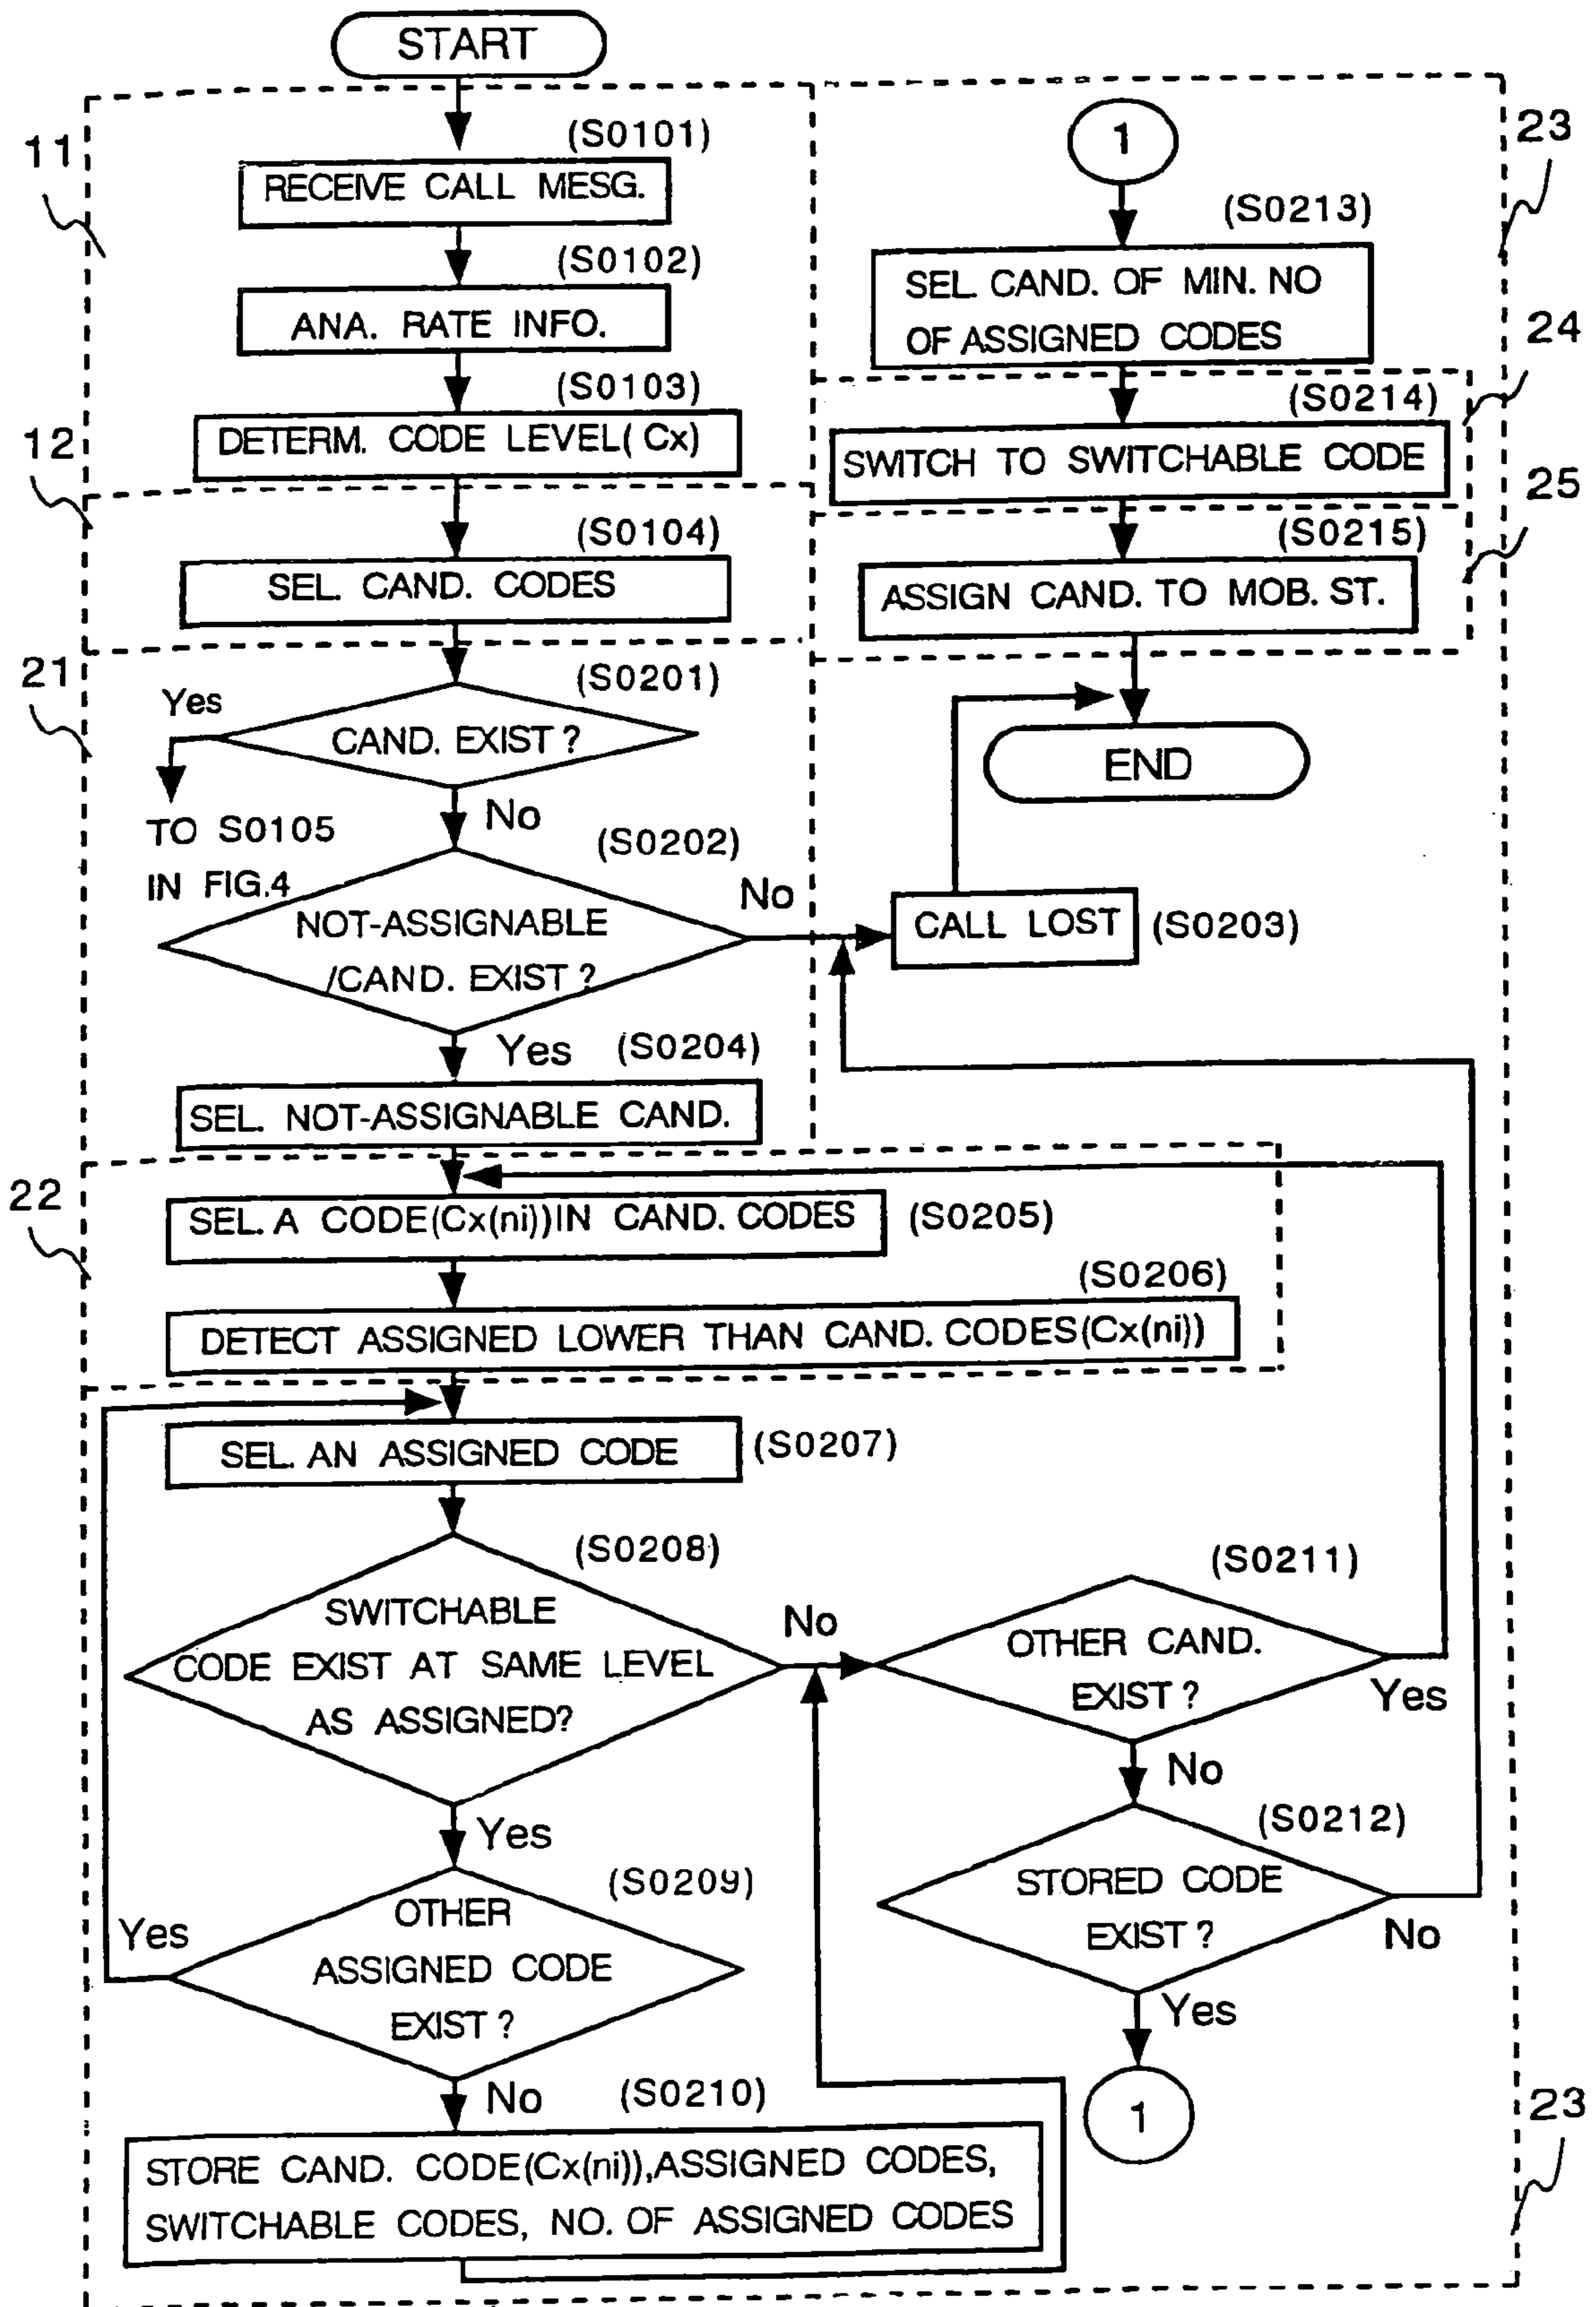 START
11
(S0101)
RECEIVE CALL MESG.
(S0102)
ANA. RATE INFO.
(S0103)
DETERM. CODE LEVEL(Cx)
12
(S0104)
SEL. CAND. CODES
21
(S0201)
Yes
CAND. EXIST?
TO S0105
IN FIG.4
No
(S0202)
NOT-ASSIGNABLE
/CAND. EXIST?
No
Yes
(S0204)
SEL. NOT-ASSIGNABLE CAND.
22
SEL. A CODE(Cx(ni))IN CAND. CODES
(S0205)
(S0206)
DETECT ASSIGNED LOWER THAN CAND. CODES(Cx(ni))
SEL. AN ASSIGNED CODE
(S0207)
(S0208)
SWITCHABLE
CODE EXIST AT SAME LEVEL
AS ASSIGNED?
No
Yes
(S0209)
OTHER
ASSIGNED CODE
EXIST?
Yes
No
(S0210)
STORE CAND. CODE(Cx(ni)),ASSIGNED CODES,
SWITCHABLE CODES, NO. OF ASSIGNED CODES
(S0211)
OTHER CAND.
EXIST?
Yes
No
(S0212)
STORED CODE
EXIST?
No
Yes
1
23
1
23
(S0213)
SEL. CAND. OF MIN. NO
OF ASSIGNED CODES
24
(S0214)
SWITCH TO SWITCHABLE CODE
25
(S0215)
ASSIGN CAND. TO MOB. ST.
END
CALL LOST
(S0203)